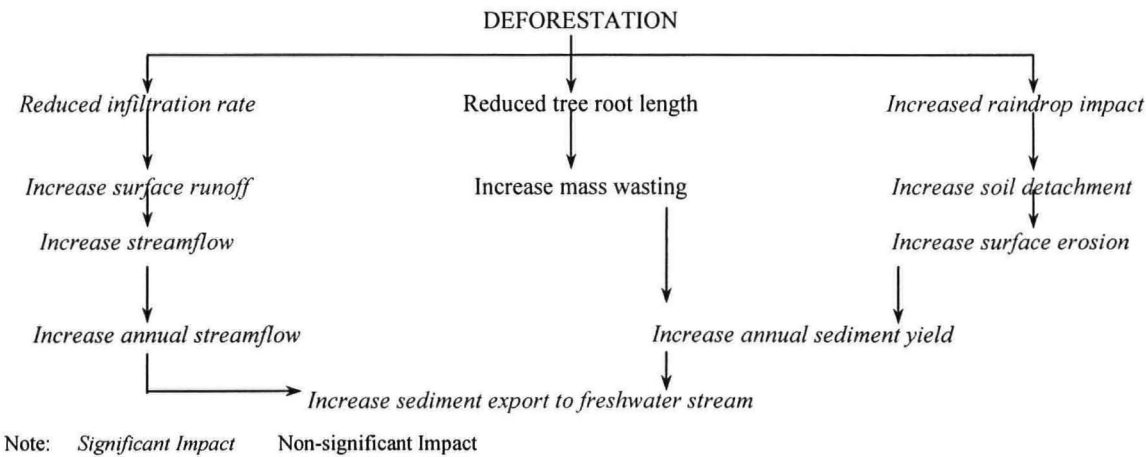 DEFORESTATION
Reduced infiltration rate
Reduced tree root length
Increased raindrop impact
Increase surface runoff
Increase mass wasting
Increase soil detachment
Increase streamflow
Increase surface erosion
Increase annual streamflow
Increase annual sediment yield
Increase sediment export to freshwater stream
Note: Significant Impact Non-significant Impact